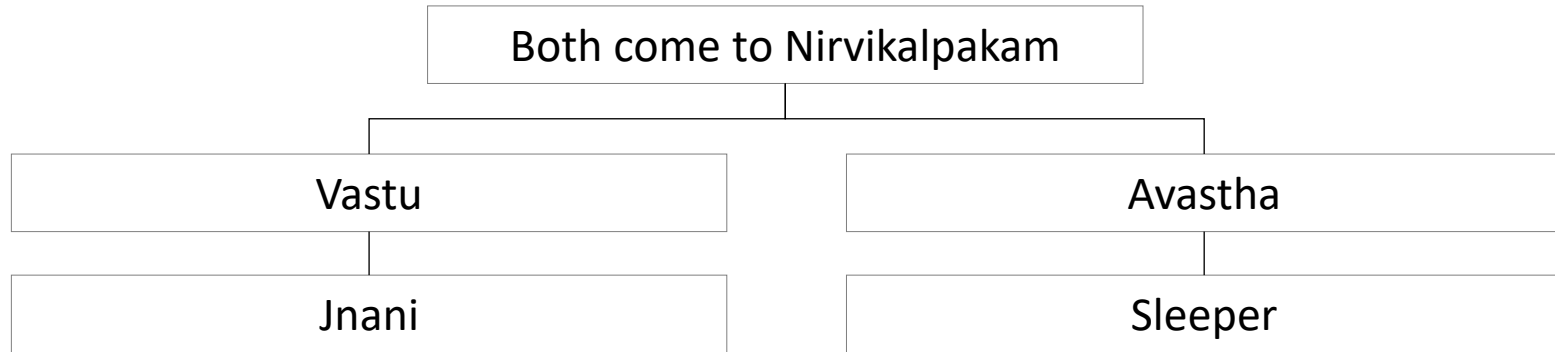 Both come to Nirvikalpakam
Vastu
Avastha
Jnani
Sleeper